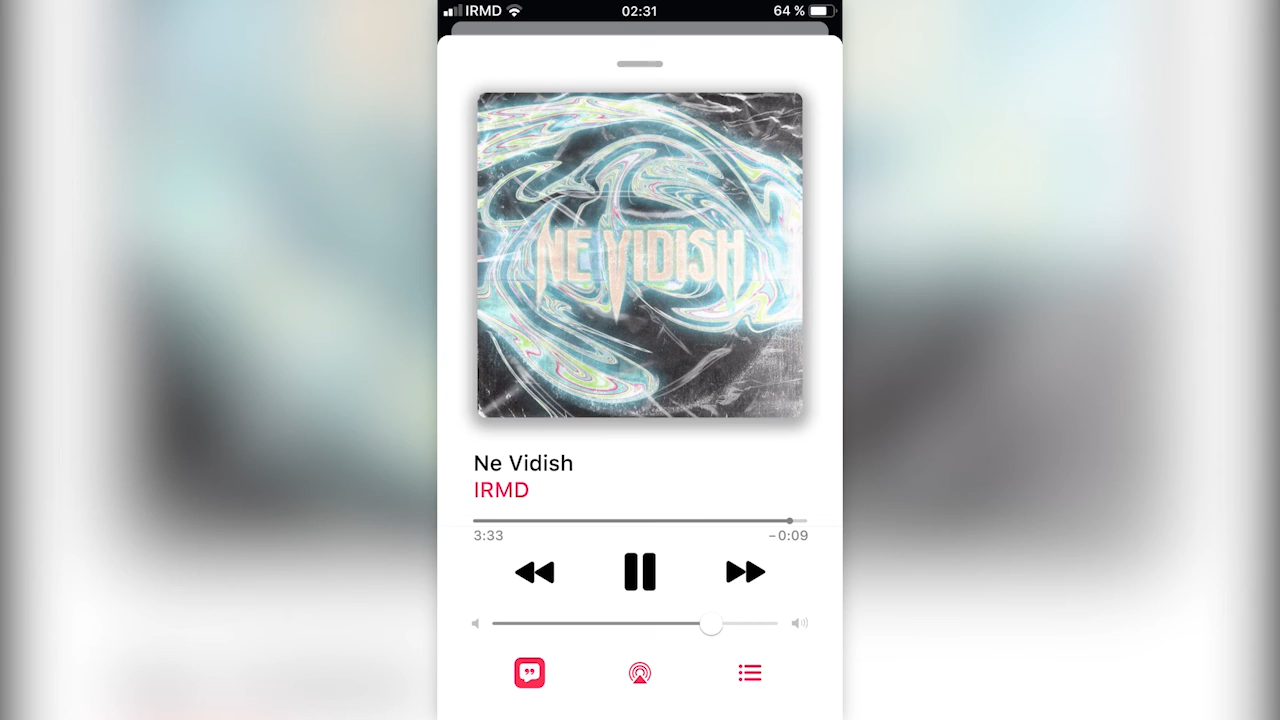 IRMD 02:31 64 %
NE VIDISH
Ne Vidish
IRMD
3:33 −0:09